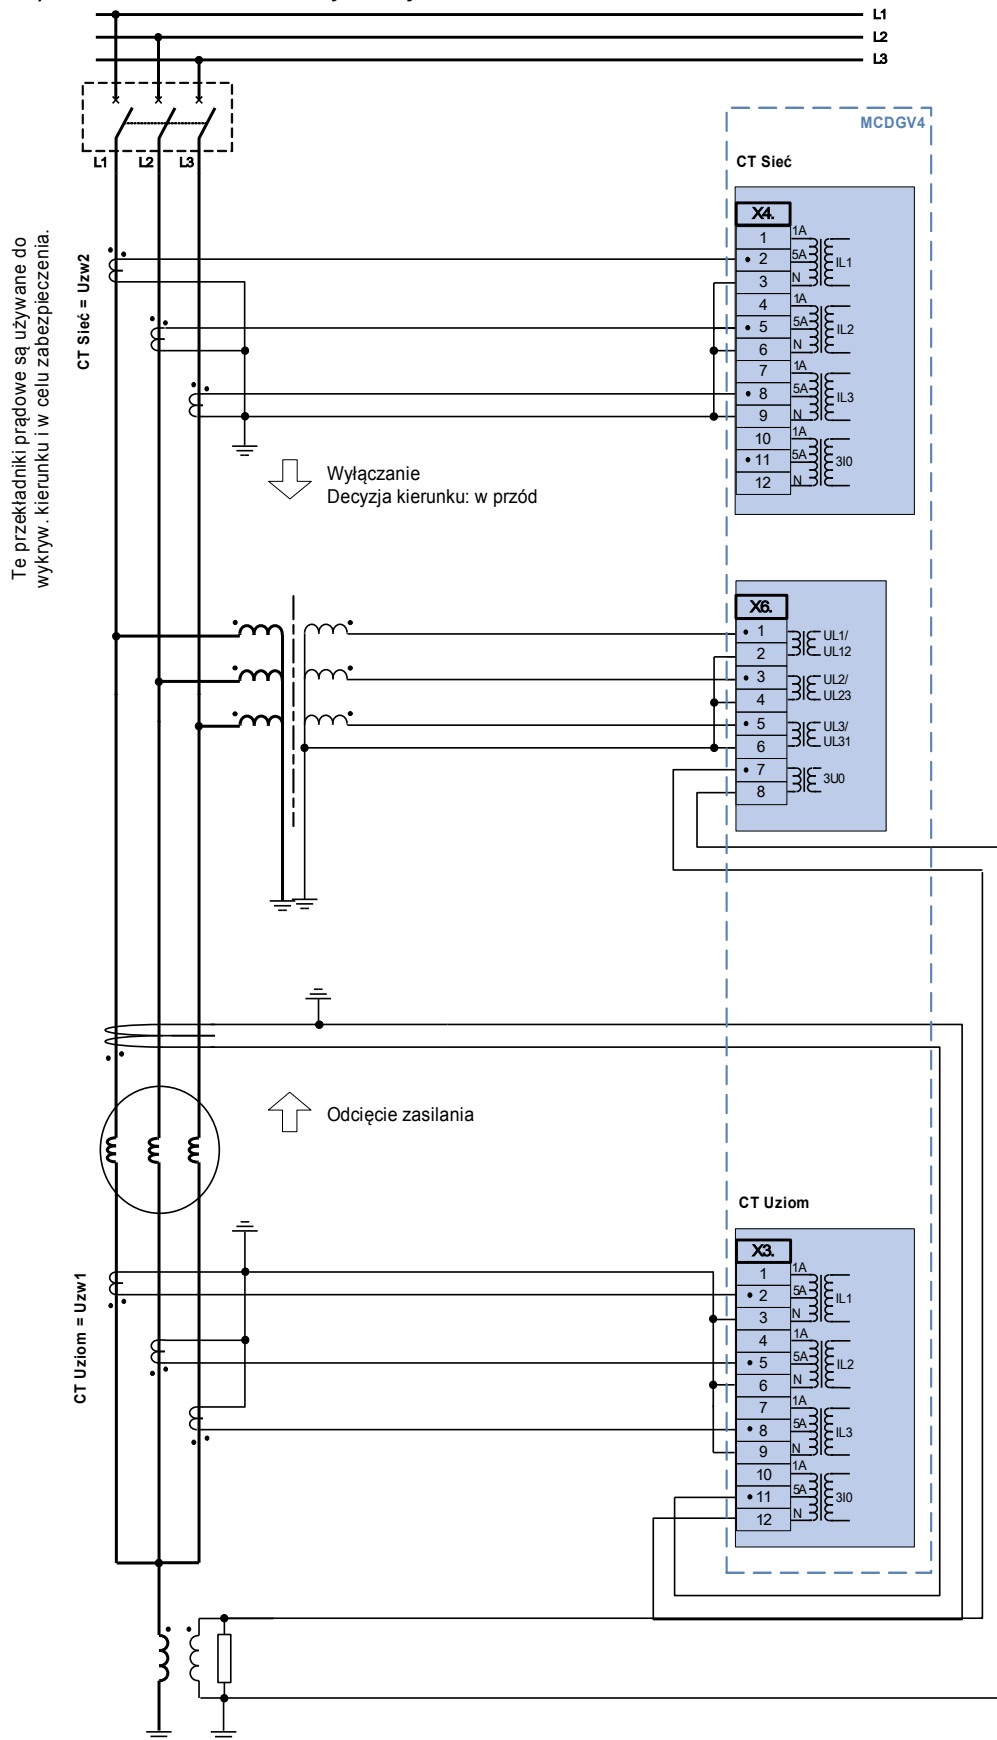 L1
L2
L3
L1
L2
L3
MCDGV4
CT Sieć
X4.
1
2
3
4
5
6
7
8
9
10
11
12
1A
5A
N
IL1
1A
5A
N
IL2
1A
5A
N
IL3
1A
5A
N
3I0
Te przekładniki prądowe są używane do
wykryw. kierunku i w celu zabezpieczenia.
CT Sieć = Uzw2
Wyłączanie
Decyzja kierunku: w przód
X6.
1
2
3
4
5
6
7
8
UL1/
UL12
UL2/
UL23
UL3/
UL31
3U0
Odcięcie zasilania
CT Uziom
CT Uziom = Uzw1
X3.
1
2
3
4
5
6
7
8
9
10
11
12
1A
5A
N
IL1
1A
5A
N
IL2
1A
5A
N
IL3
1A
5A
N
3I0